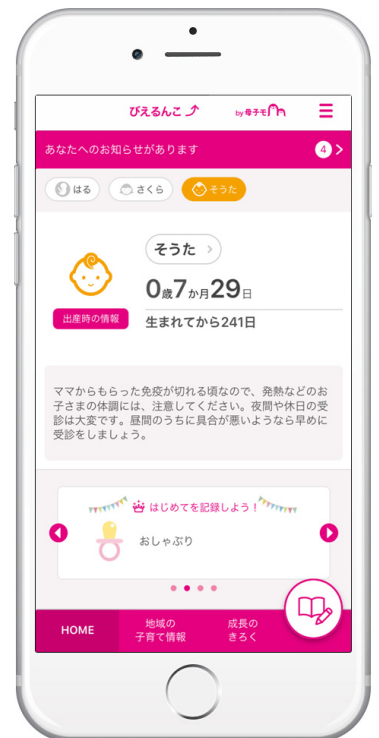 びえるんこ by母子モ
あなたへのお知らせがあります 4
はる さくら そうた
そうた
0歳7か月29日
出産時の情報
生まれてから241日
ママからもらった免疫が切れる頃なので、発熱などのお
子さまの体調には、注意してください。夜間や休日の受
診は大変です。昼間のうちに具合が悪いようなら早めに
受診をしましょう。
はじめてを記録しよう！
おしゃぶり
HOME
地域の
子育て情報
成長の
きろく